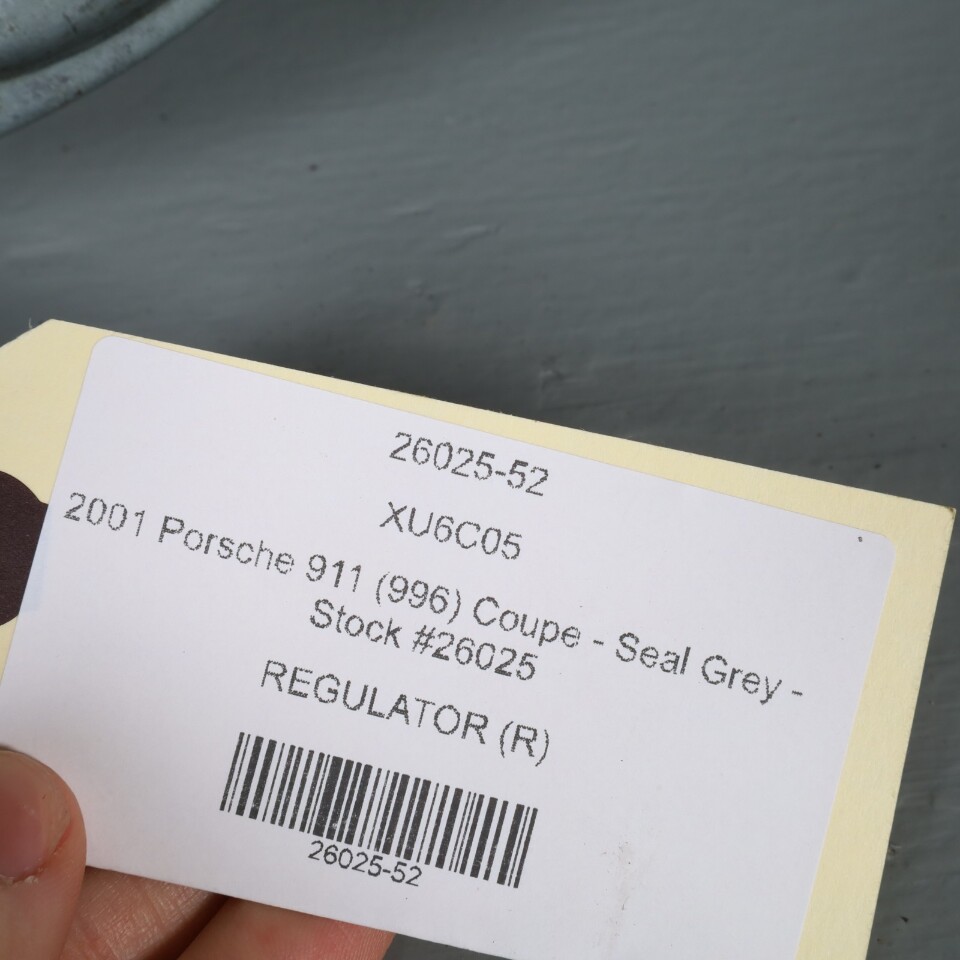 26025-52
XU6C05
2001 Porsche 911 (996) Coupe - Seal Grey -
Stock #26025
REGULATOR (R)
26025-52